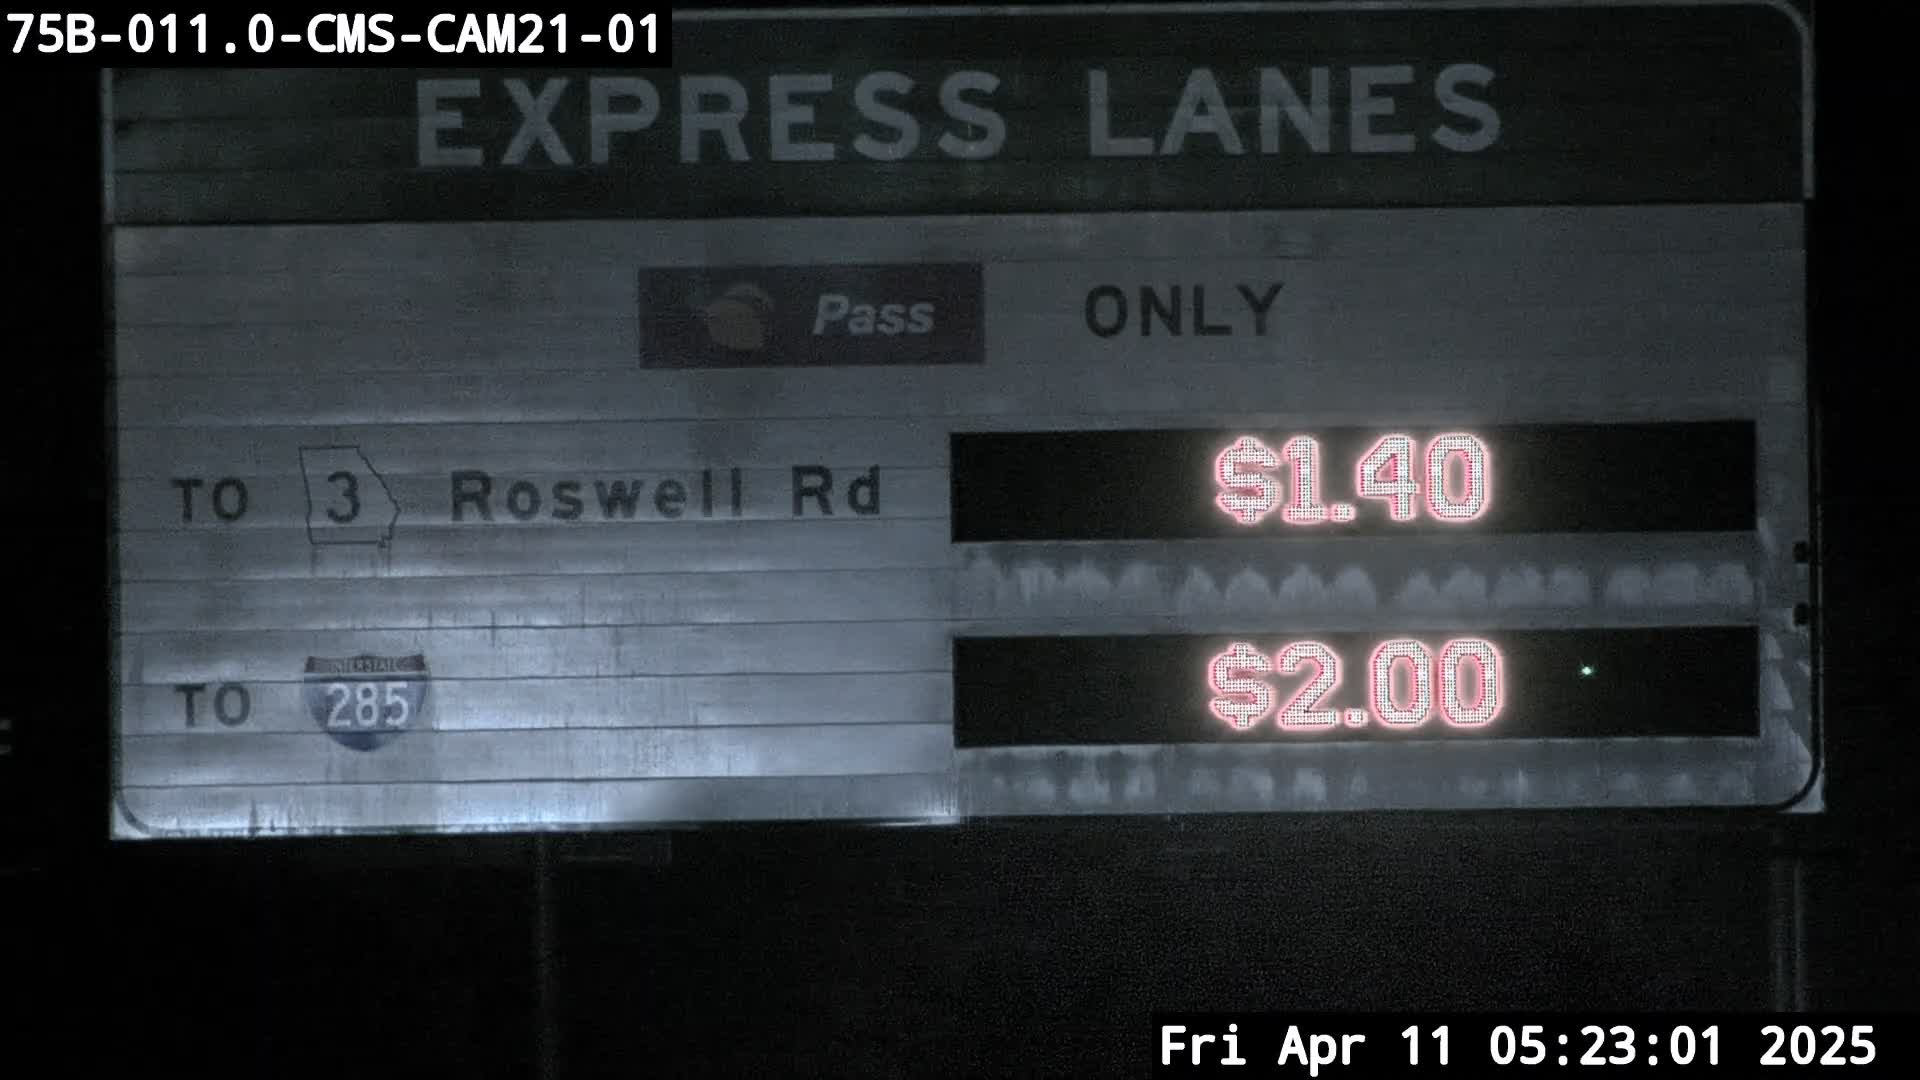 75B-011.0-CMS-CAM21-01
EXPRESS LANES
Pass ONLY
TO 3 Roswell Rd $1.40
INTERSTATE
TO 285 $2.00
Fri Apr 11 05:23:01 2025